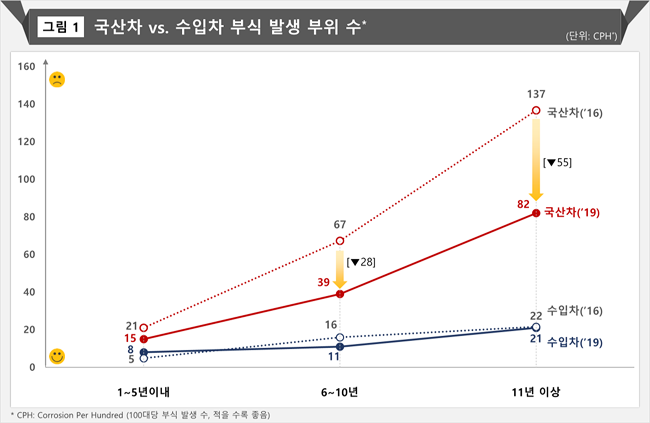 그림 1 국산차 vs. 수입차 부식 발생 부위 수*
(단위: CPH*)
160
140
120
100
80
60
40
20
0
137
국산차('16)
[▼55]
82
국산차('19)
67
[▼28]
39
21
15
8
5
16
11
수입차('16)
22
21
수입차('19)
1~5년이내
6~10년
11년 이상
* CPH: Corrosion Per Hundred (100대당 부식 발생 수, 적을 수록 좋음)